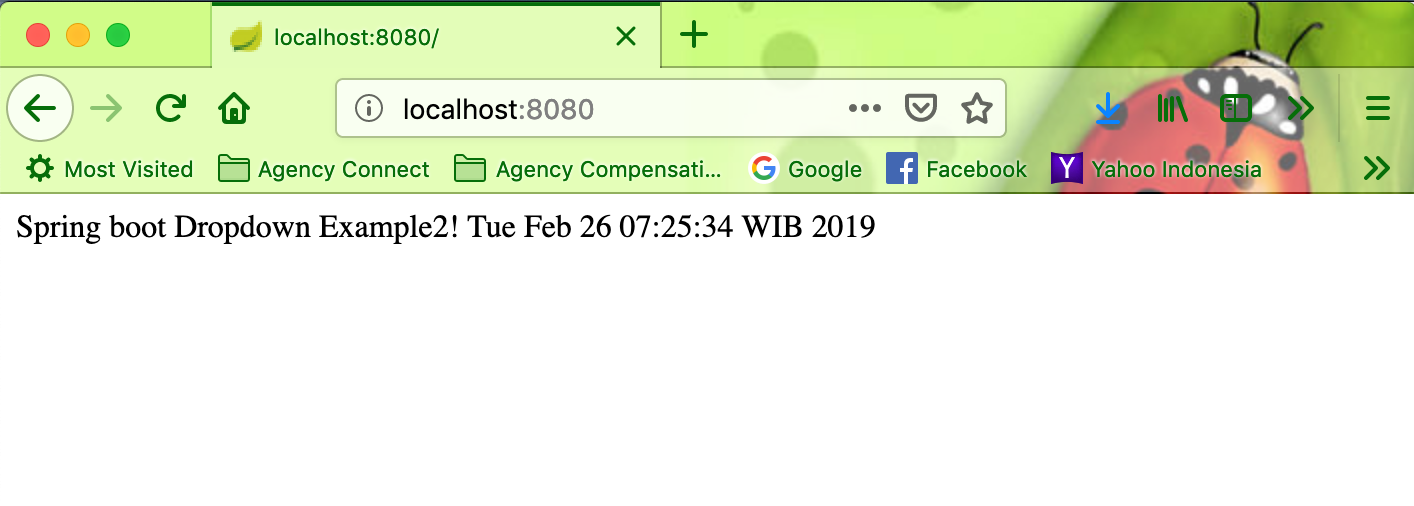 localhost:8080/
localhost:8080
Most Visited Agency Connect Agency Compensati... Google Facebook Yahoo Indonesia
Spring boot Dropdown Example2! Tue Feb 26 07:25:34 WIB 2019